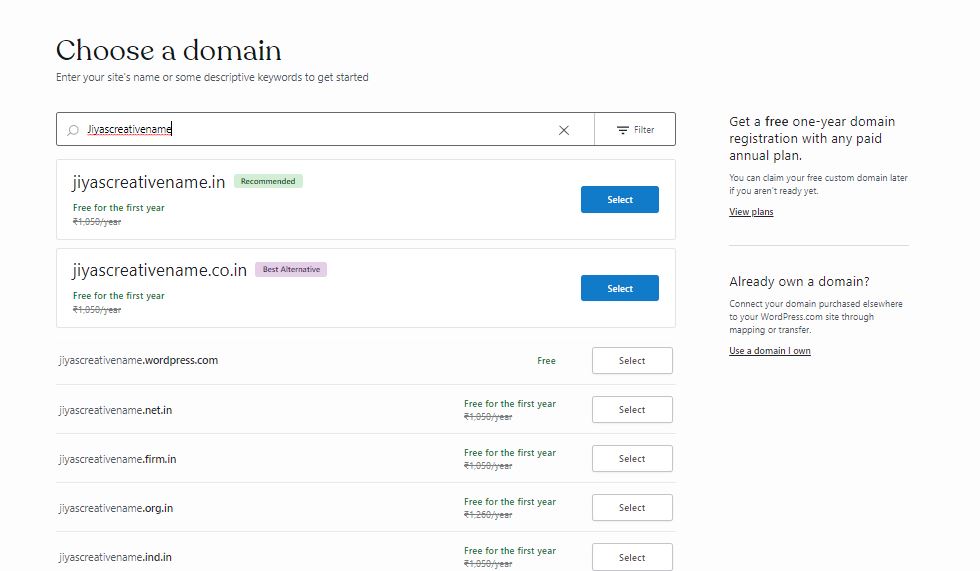 Choose a domain
Enter your site's name or some descriptive keywords to get started
Jiyascreativename
Filter
jiyascreativename.in Recommended
Free for the first year
₹1,050/year
Select
jiyascreativename.co.in Best Alternative
Free for the first year
₹1,050/year
Select
jiyascreativename.wordpress.com Free Select
jiyascreativename.net.in Free for the first year Select
₹1,050/year
jiyascreativename.firm.in Free for the first year Select
₹1,050/year
jiyascreativename.org.in Free for the first year Select
₹1,260/year
jiyascreativename.ind.in Free for the first year Select
₹1,050/year
Get a free one-year domain
registration with any paid
annual plan.
You can claim your free custom domain later
if you aren't ready yet.
View plans
Already own a domain?
Connect your domain purchased elsewhere
to your WordPress.com site through
mapping or transfer.
Use a domain I own